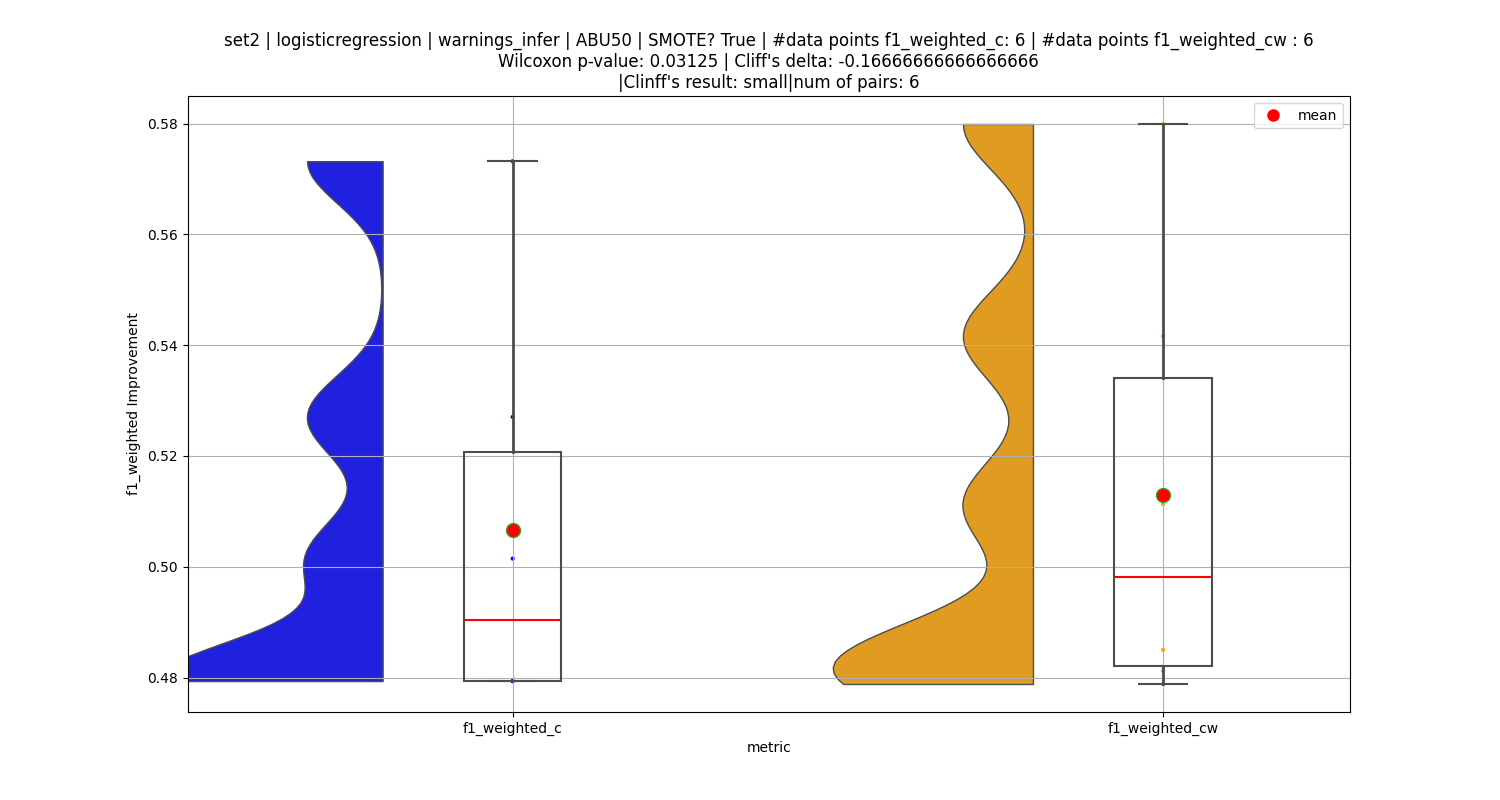 set2 | logisticregression | warnings_infer | ABU50 | SMOTE? True | #data points f1_weighted_c: 6 | #data points f1_weighted_cw : 6
Wilcoxon p-value: 0.03125 | Cliff's delta: -0.16666666666666666
|Clinff's result: small|num of pairs: 6
mean
0.58
0.56
0.54
0.52
0.50
0.48
f1_weighted Improvement
f1_weighted_c
f1_weighted_cw
metric